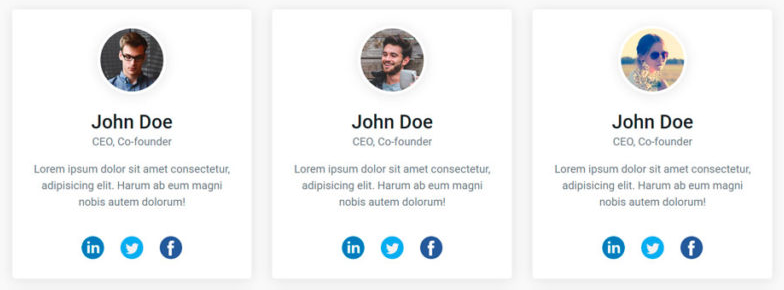 John Doe
CEO, Co-founder
Lorem ipsum dolor sit amet consectetur,
adipisicing elit. Harum ab eum magni
nobis autem dolorum!
in
f
John Doe
CEO, Co-founder
Lorem ipsum dolor sit amet consectetur,
adipisicing elit. Harum ab eum magni
nobis autem dolorum!
in
f
John Doe
CEO, Co-founder
Lorem ipsum dolor sit amet consectetur,
adipisicing elit. Harum ab eum magni
nobis autem dolorum!
in
f